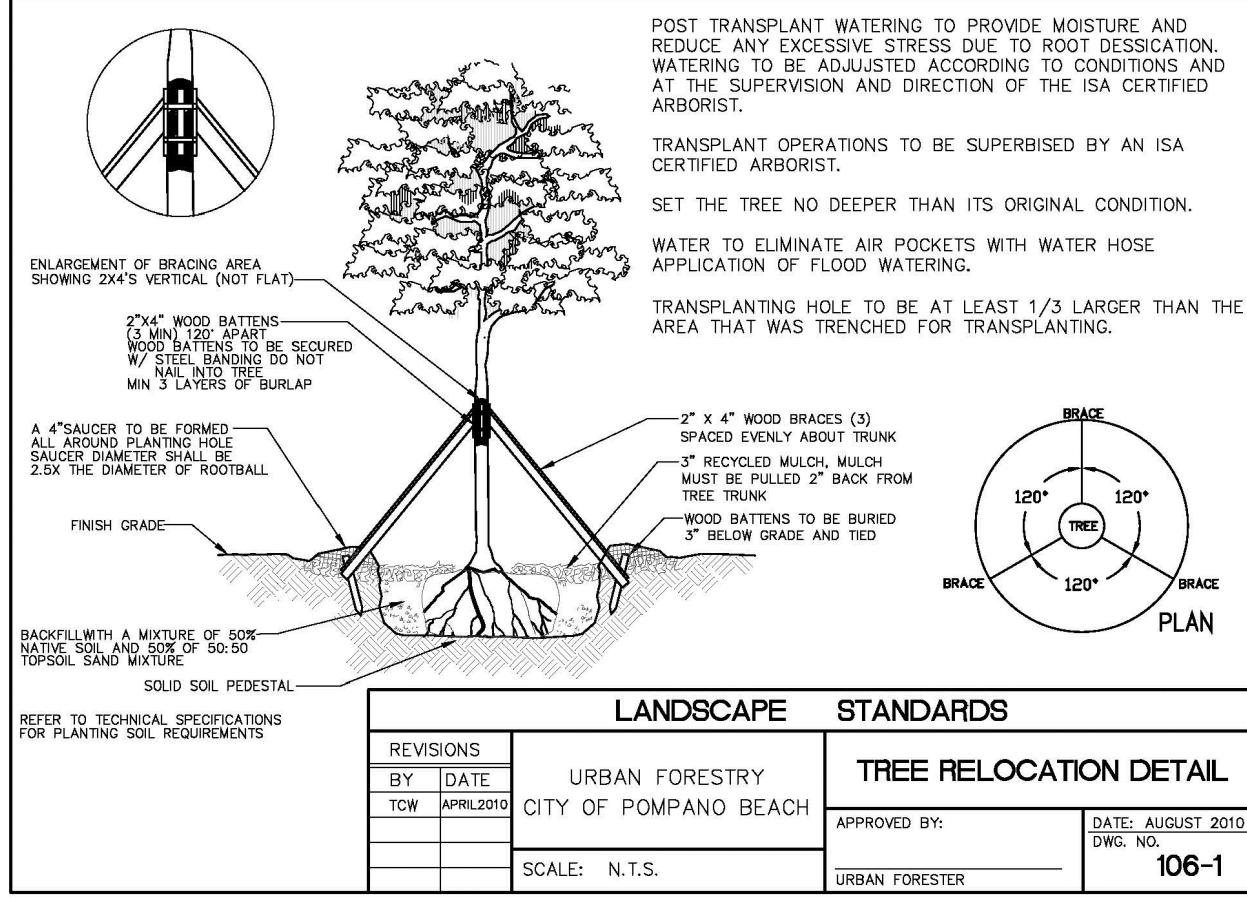 POST TRANSPLANT WATERING TO PROVIDE MOISTURE AND
REDUCE ANY EXCESSIVE STRESS DUE TO ROOT DESSICATION.
WATERING TO BE ADJUJSTED ACCORDING TO CONDITIONS AND
AT THE SUPERVISION AND DIRECTION OF THE ISA CERTIFIED
ARBORIST.
TRANSPLANT OPERATIONS TO BE SUPERBISED BY AN ISA
CERTIFIED ARBORIST.
SET THE TREE NO DEEPER THAN ITS ORIGINAL CONDITION.
WATER TO ELIMINATE AIR POCKETS WITH WATER HOSE
APPLICATION OF FLOOD WATERING.
TRANSPLANTING HOLE TO BE AT LEAST 1/3 LARGER THAN THE
AREA THAT WAS TRENCHED FOR TRANSPLANTING.
ENLARGEMENT OF BRACING AREA
SHOWING 2X4'S VERTICAL (NOT FLAT)
2"X4" WOOD BATTENS
(3 MIN) 120° APART
WOOD BATTENS TO BE SECURED
W/ STEEL BANDING DO NOT
NAIL INTO TREE
MIN 3 LAYERS OF BURLAP
A 4"SAUCER TO BE FORMED
ALL AROUND PLANTING HOLE
SAUCER DIAMETER SHALL BE
2.5X THE DIAMETER OF ROOTBALL
FINISH GRADE
BACKFILLWITH A MIXTURE OF 50%
NATIVE SOIL AND 50% OF 50:50
TOPSOIL SAND MIXTURE
SOLID SOIL PEDESTAL
REFER TO TECHNICAL SPECIFICATIONS
FOR PLANTING SOIL REQUIREMENTS
2" X 4" WOOD BRACES (3)
SPACED EVENLY ABOUT TRUNK
3" RECYCLED MULCH, MULCH
MUST BE PULLED 2" BACK FROM
TREE TRUNK
WOOD BATTENS TO BE BURIED
3" BELOW GRADE AND TIED
BRACE
120° 120°
TREE
120°
BRACE BRACE
PLAN
LANDSCAPE STANDARDS
REVISIONS
BY DATE
TCW APRIL2010
URBAN FORESTRY
CITY OF POMPANO BEACH
SCALE: N.T.S.
TREE RELOCATION DETAIL
APPROVED BY:
URBAN FORESTER
DATE: AUGUST 2010
DWG. NO.
106-1